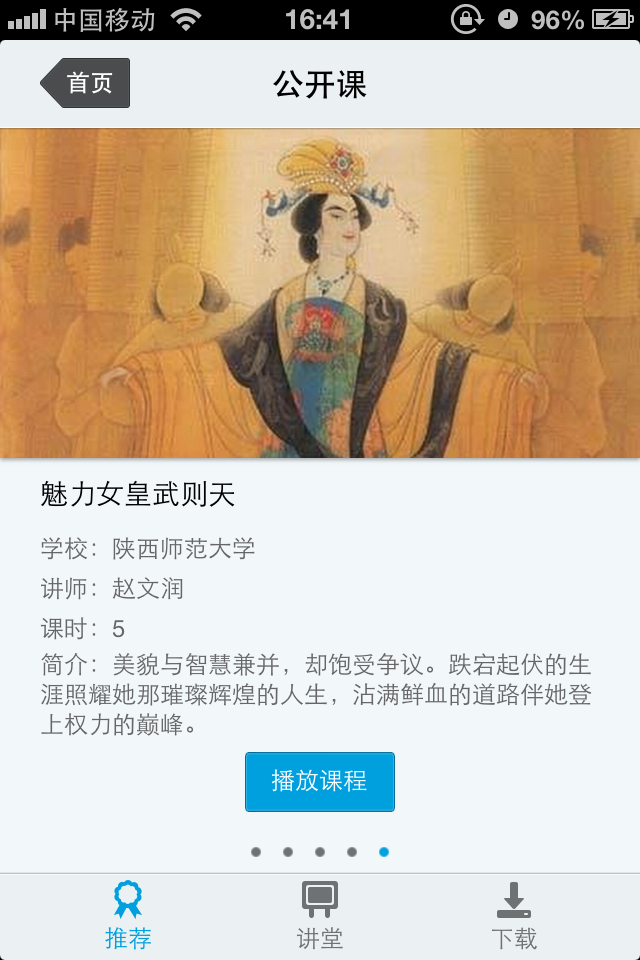 中国移动 16:41 96%
首页 公开课
魅力女皇武则天
学校：陕西师范大学
讲师：赵文润
课时：5
简介：美貌与智慧兼并，却饱受争议。跌宕起伏的生
涯照耀她那璀璨辉煌的人生，沾满鲜血的道路伴她登
上权力的巅峰。
播放课程
推荐 讲堂 下载